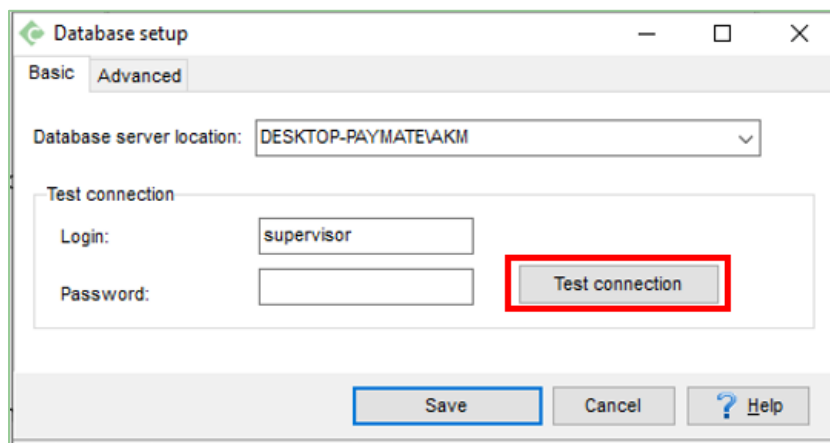 Database setup
Basic Advanced
Database server location: DESKTOP-PAYMATE\AKM
Test connection
Login: supervisor
Password: Test connection
Save Cancel ? Help